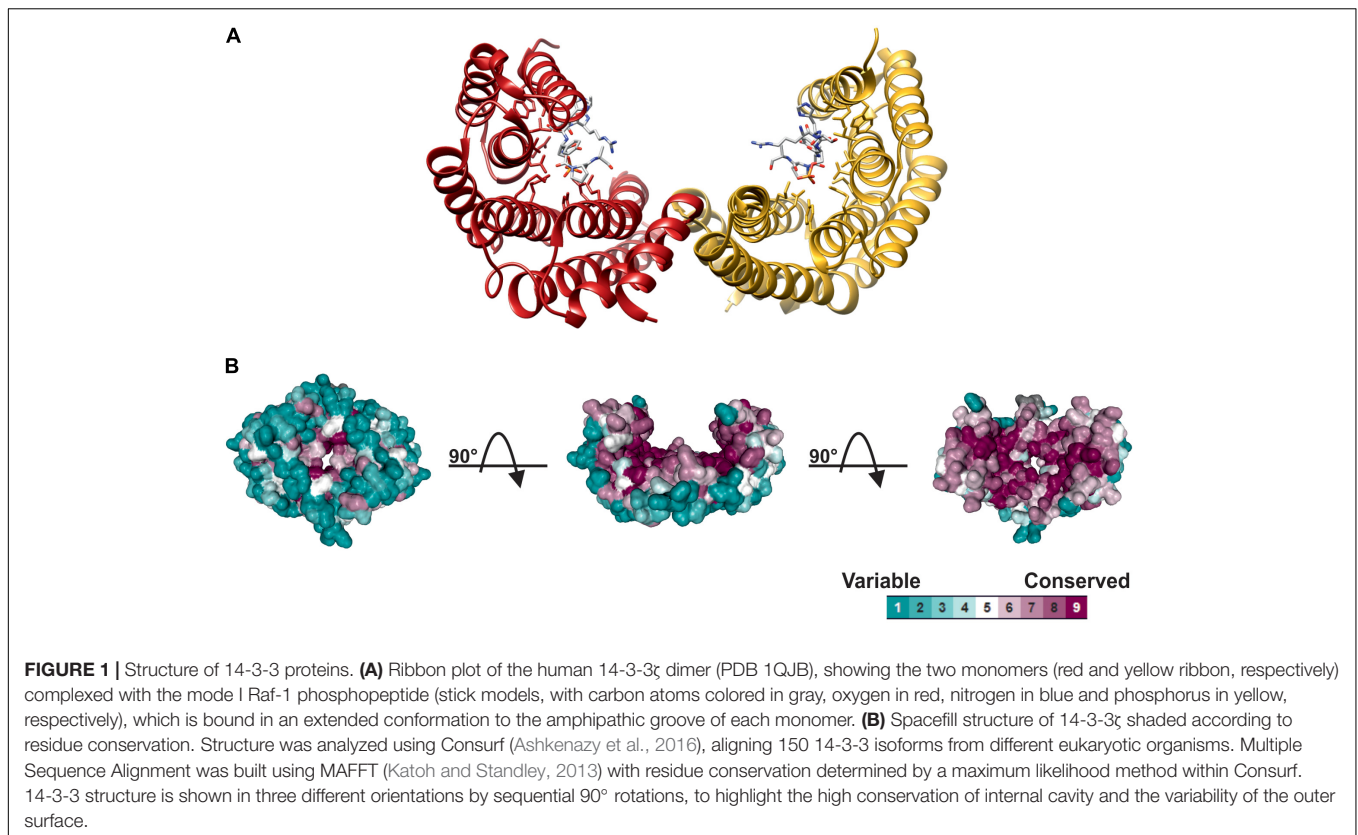 A
B
90°
90°
Variable Conserved
1 2 3 4 5 6 7 8 9
FIGURE 1 | Structure of 14-3-3 proteins. (A) Ribbon plot of the human 14-3-3ζ dimer (PDB 1QJB), showing the two monomers (red and yellow ribbon, respectively)
complexed with the mode I Raf-1 phosphopeptide (stick models, with carbon atoms colored in gray, oxygen in red, nitrogen in blue and phosphorus in yellow,
respectively), which is bound in an extended conformation to the amphipathic groove of each monomer. (B) Spacefill structure of 14-3-3ζ shaded according to
residue conservation. Structure was analyzed using Consurf (Ashkenazy et al., 2016), aligning 150 14-3-3 isoforms from different eukaryotic organisms. Multiple
Sequence Alignment was built using MAFFT (Katoh and Standley, 2013) with residue conservation determined by a maximum likelihood method within Consurf.
14-3-3 structure is shown in three different orientations by sequential 90° rotations, to highlight the high conservation of internal cavity and the variability of the outer
surface.